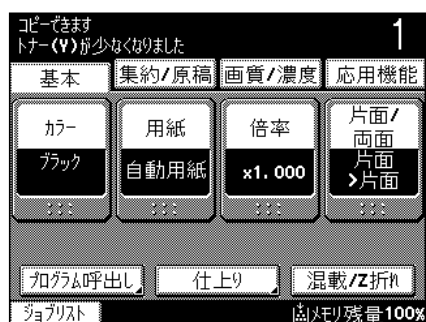 コピーできます
トナー(Y)が少なくなりました
1
基本
集約/原稿
画質/濃度
応用機能
カラー
ブラック
用紙
自動用紙
倍率
x1.000
片面/
両面
片面
>片面
プログラム呼出し
仕上り
混載/Z折れ
ジョブリスト
メモリ残量100%